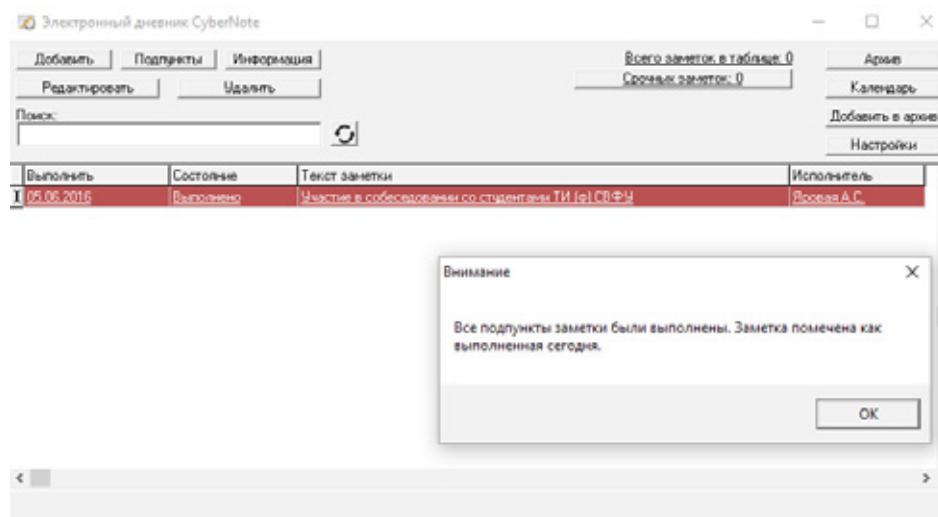 Электронный дневник CyberNote
Добавить Подпункты Информация
Редактировать Удалить
Всего заметок в таблице: 0
Срочных заметок: 0
Архив
Календарь
Добавить в архив
Настройки
Поиск:
Выполнить Состояние Текст заметки Исполнитель
05.06.2016 Выполнено Участие в собеседовании со студентами ТИ (ф) СВФУ Яровая А.С.
Внимание
Все подпункты заметки были выполнены. Заметка помечена как
выполненная сегодня.
OK